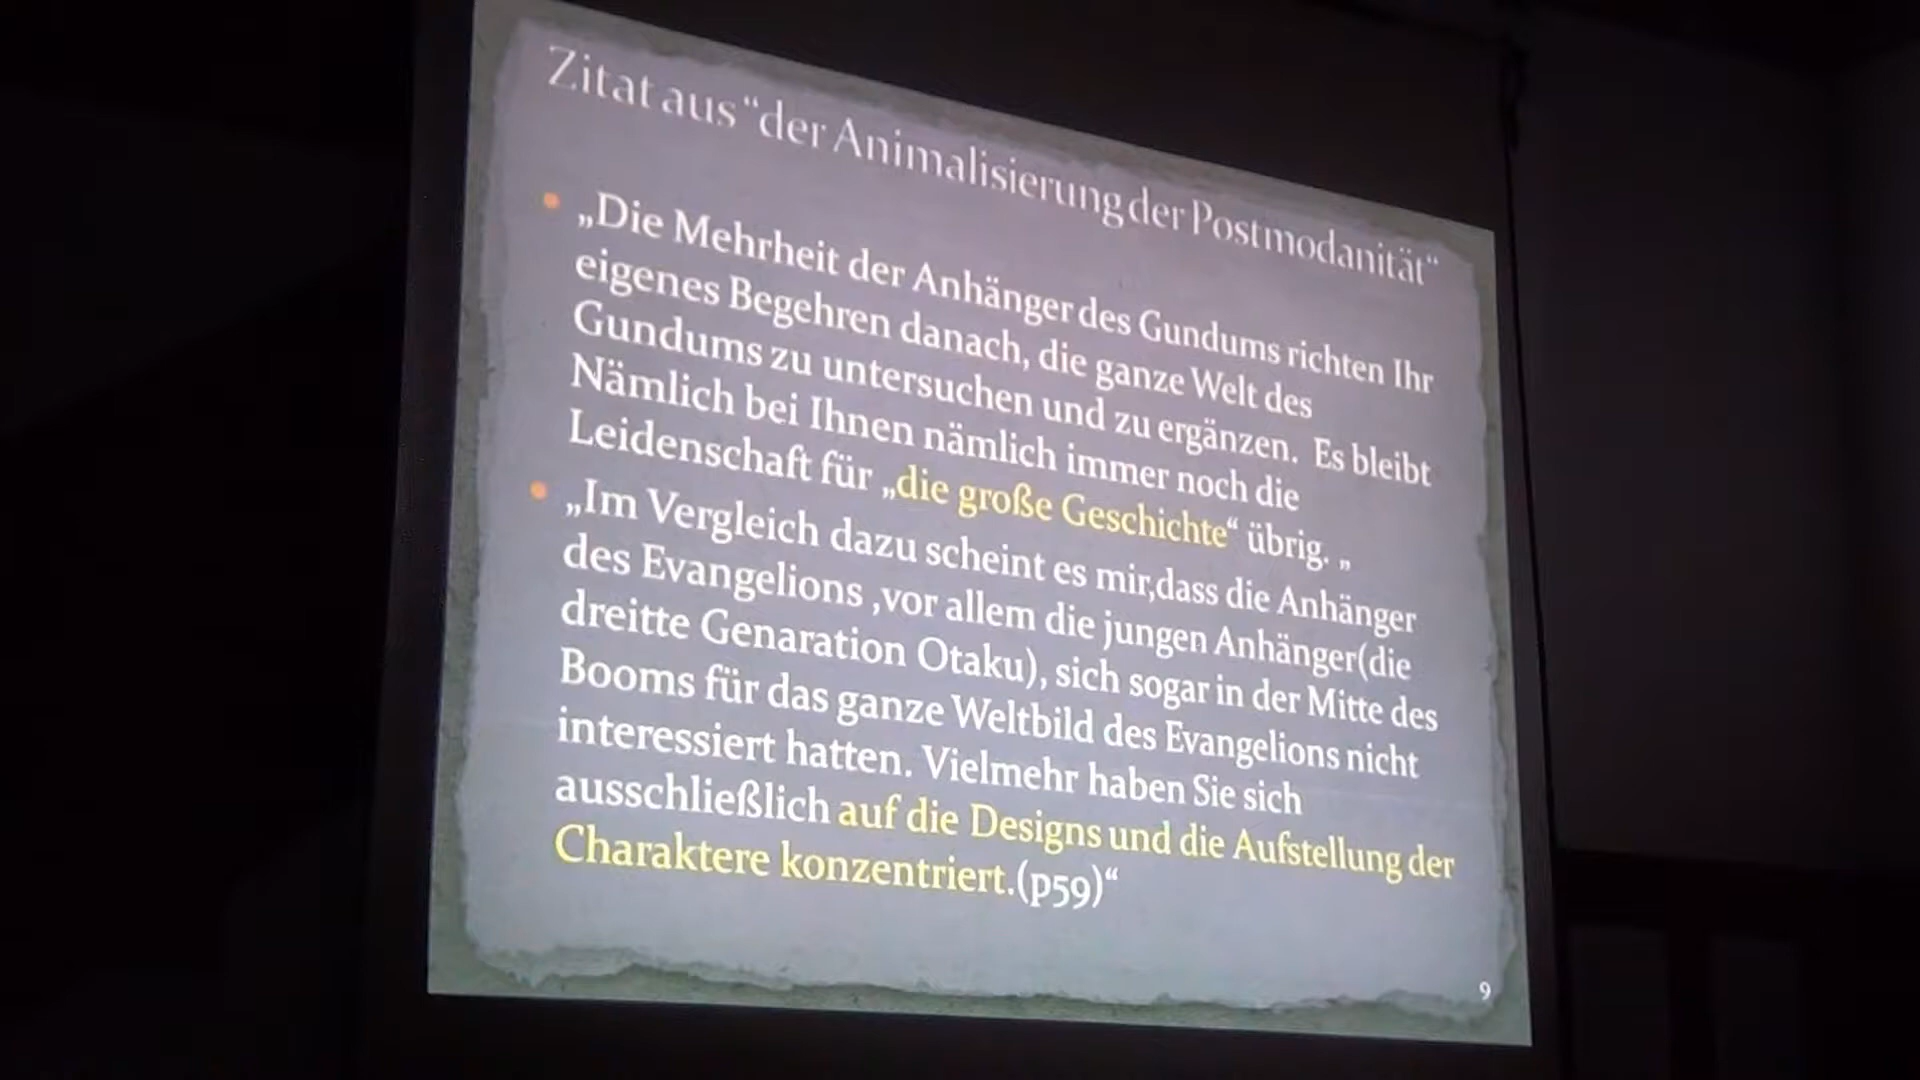 Zitat aus “der Animalisierung der Postmodanität“
„Die Mehrheit der Anhänger des Gundums richten Ihr
eigenes Begehren danach, die ganze Welt des
Gundums zu untersuchen und zu ergänzen. Es bleibt
Nämlich bei Ihnen nämlich immer noch die
Leidenschaft für „die große Geschichte“ übrig. „
„Im Vergleich dazu scheint es mir,dass die Anhänger
des Evangelions ,vor allem die jungen Anhänger(die
dreitte Genaration Otaku), sich sogar in der Mitte des
Booms für das ganze Weltbild des Evangelions nicht
interessiert hatten. Vielmehr haben Sie sich
ausschließlich auf die Designs und die Aufstellung der
Charaktere konzentriert.(p59)“
9